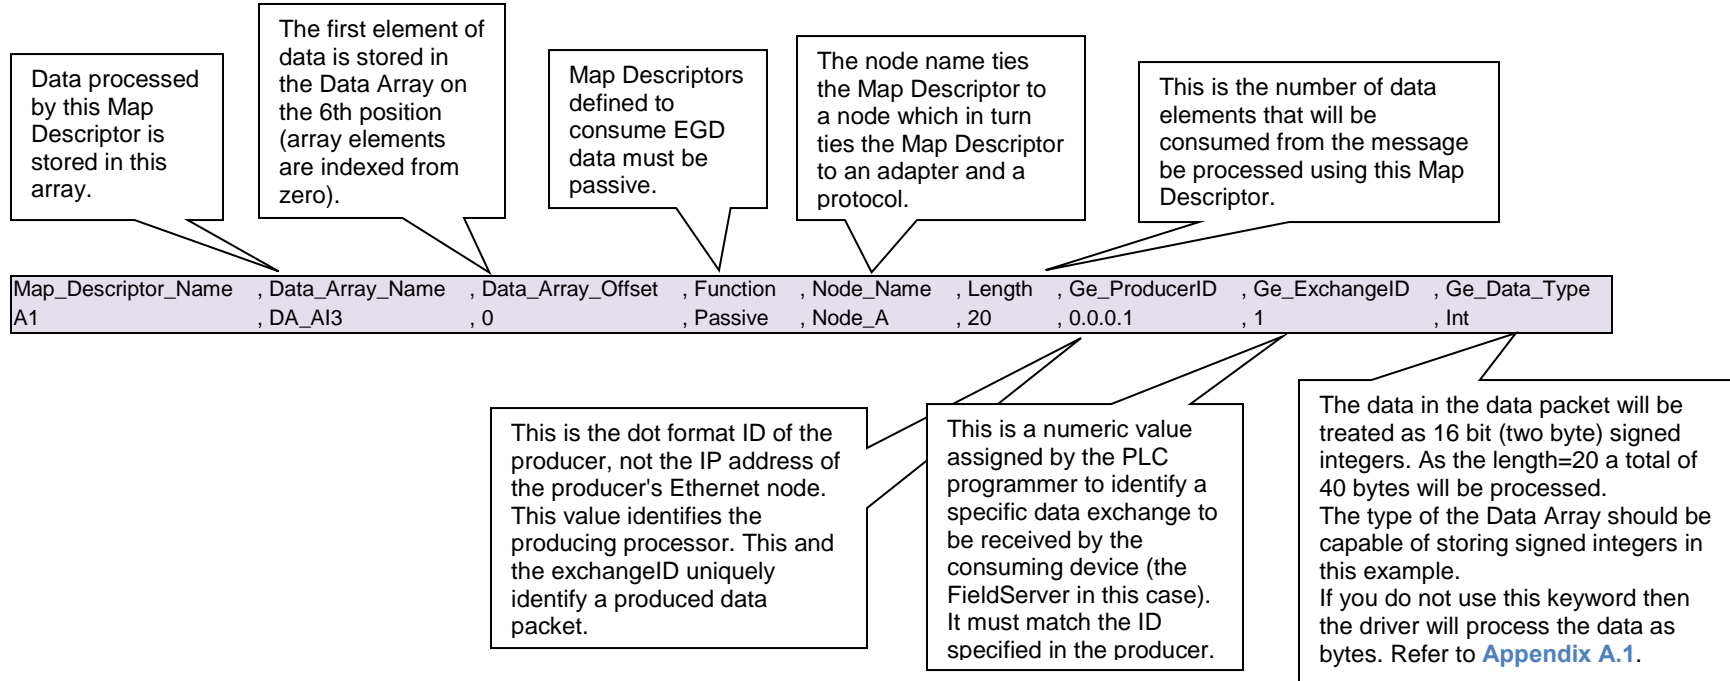 Data processed
by this Map
Descriptor is
stored in this
array.
The first element of
data is stored in
the Data Array on
the 6th position
(array elements
are indexed from
zero).
Map Descriptors
defined to
consume EGD
data must be
passive.
The node name ties
the Map Descriptor to
a node which in turn
ties the Map Descriptor
to an adapter and a
protocol.
This is the number of data
elements that will be
consumed from the message
be processed using this Map
Descriptor.
Map_Descriptor_Name , Data_Array_Name , Data_Array_Offset , Function , Node_Name , Length , Ge_ProducerID , Ge_ExchangeID , Ge_Data_Type
A1 , DA_AI3 , 0 , Passive , Node_A , 20 , 0.0.0.1 , 1 , Int
This is the dot format ID of the
producer, not the IP address of
the producer's Ethernet node.
This value identifies the
producing processor. This and
the exchangeID uniquely
identify a produced data
packet.
This is a numeric value
assigned by the PLC
programmer to identify a
specific data exchange to
be received by the
consuming device (the
FieldServer in this case).
It must match the ID
specified in the producer.
The data in the data packet will be
treated as 16 bit (two byte) signed
integers. As the length=20 a total of
40 bytes will be processed.
The type of the Data Array should be
capable of storing signed integers in
this example.
If you do not use this keyword then
the driver will process the data as
bytes. Refer to Appendix A.1.